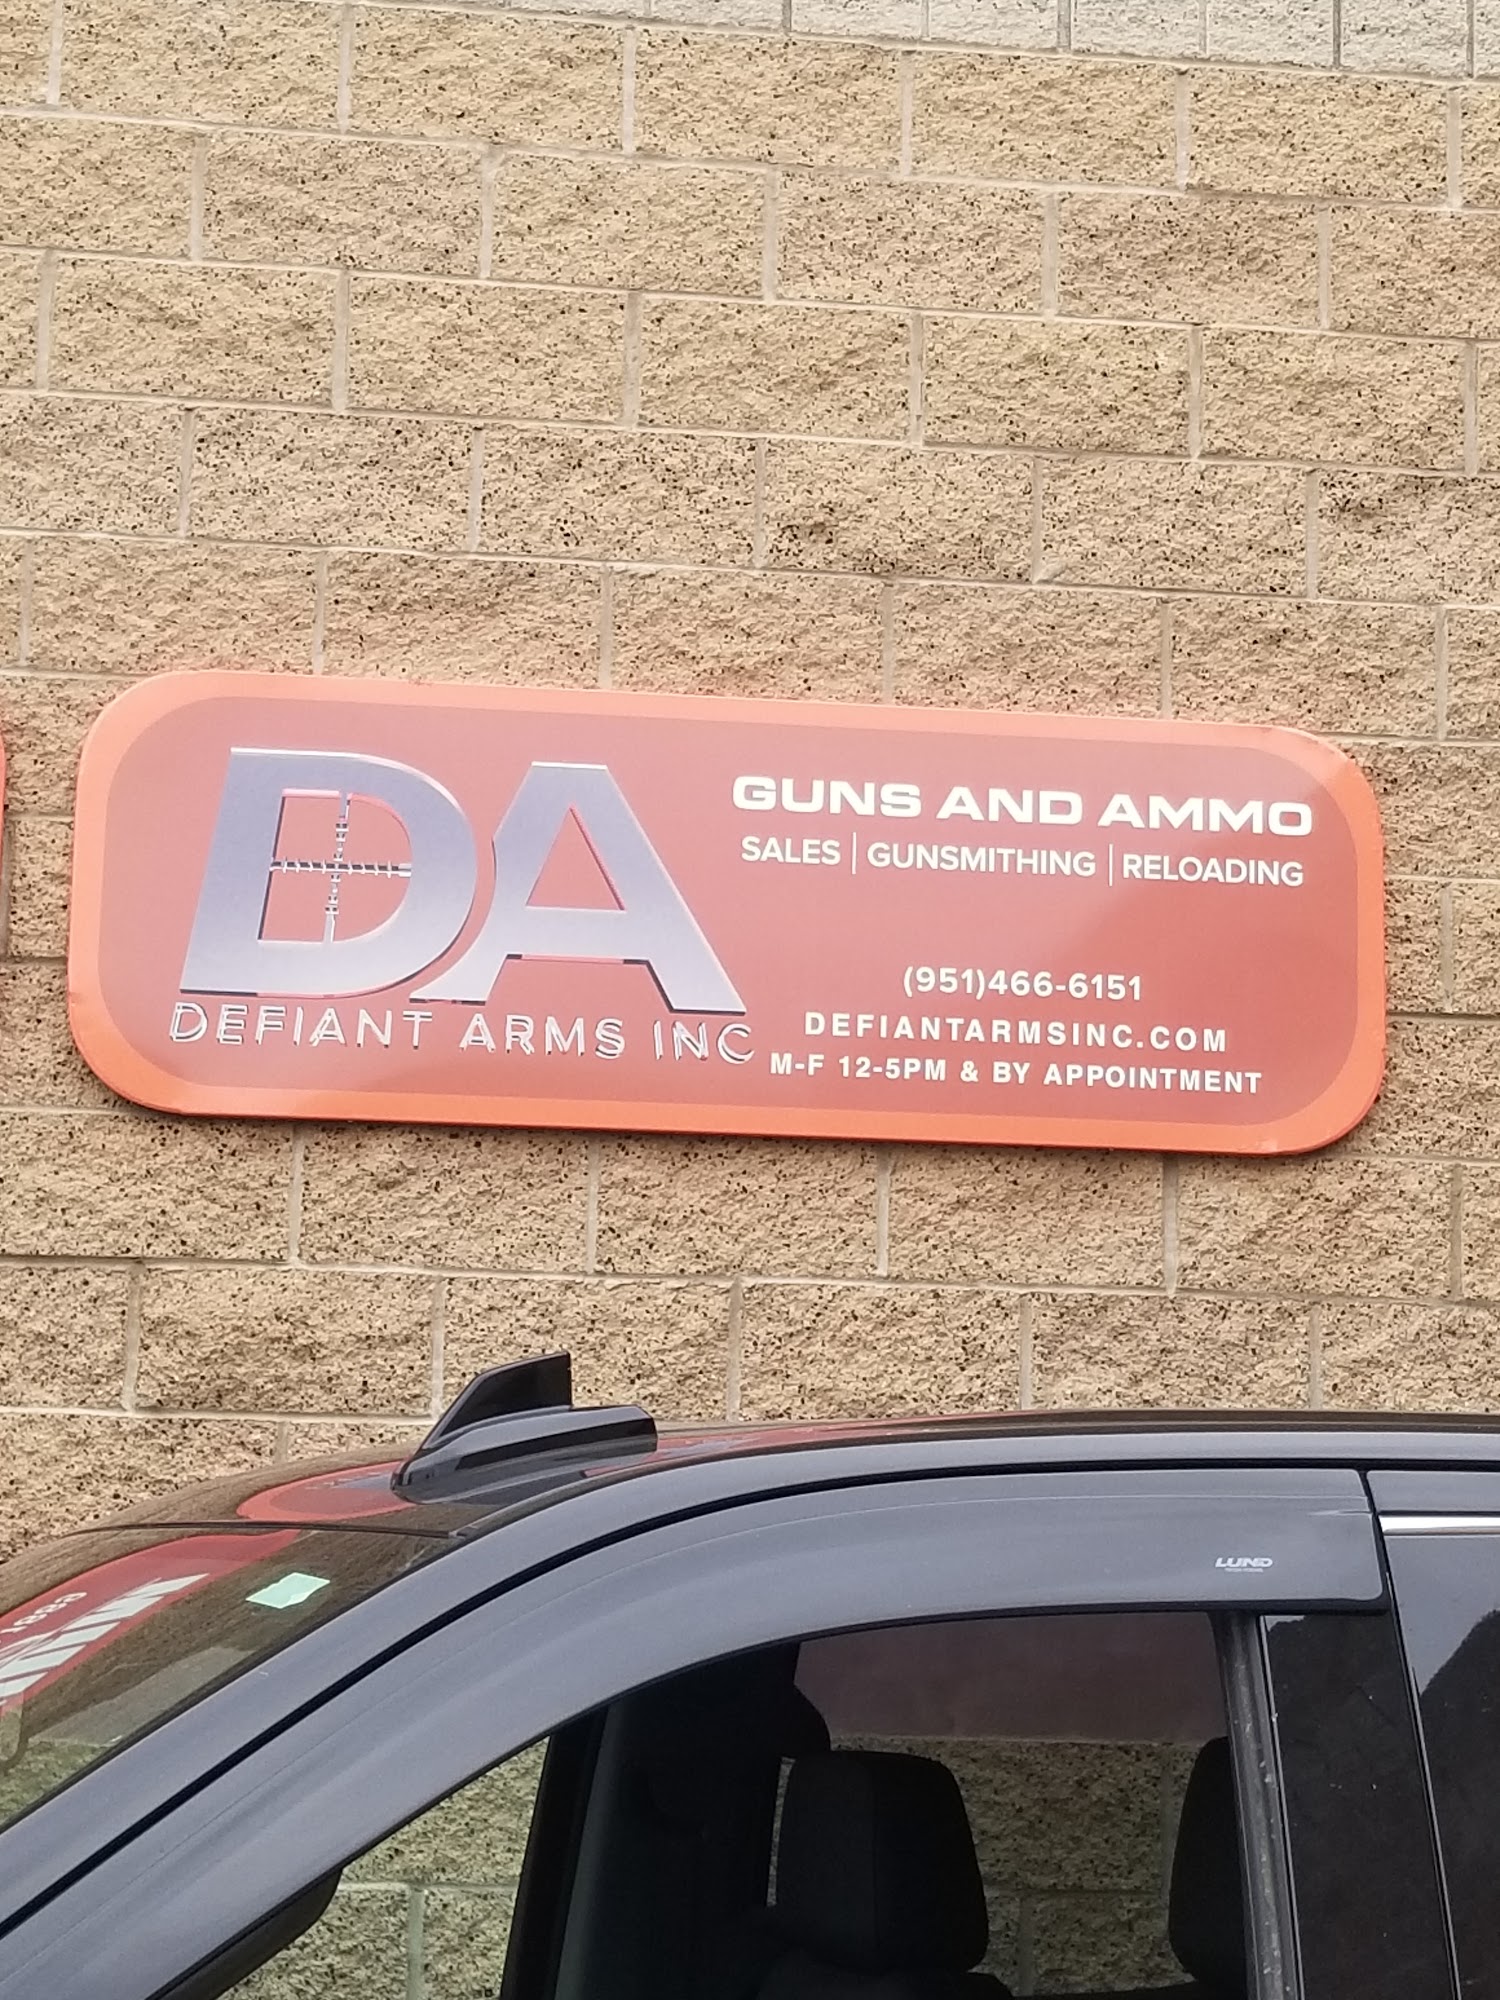 DA
DEFIANT ARMS INC
GUNS AND AMMO
SALES | GUNSMITHING | RELOADING
(951)466-6151
DEFIANTARMSINC.COM
M-F 12-5PM & BY APPOINTMENT
LUND